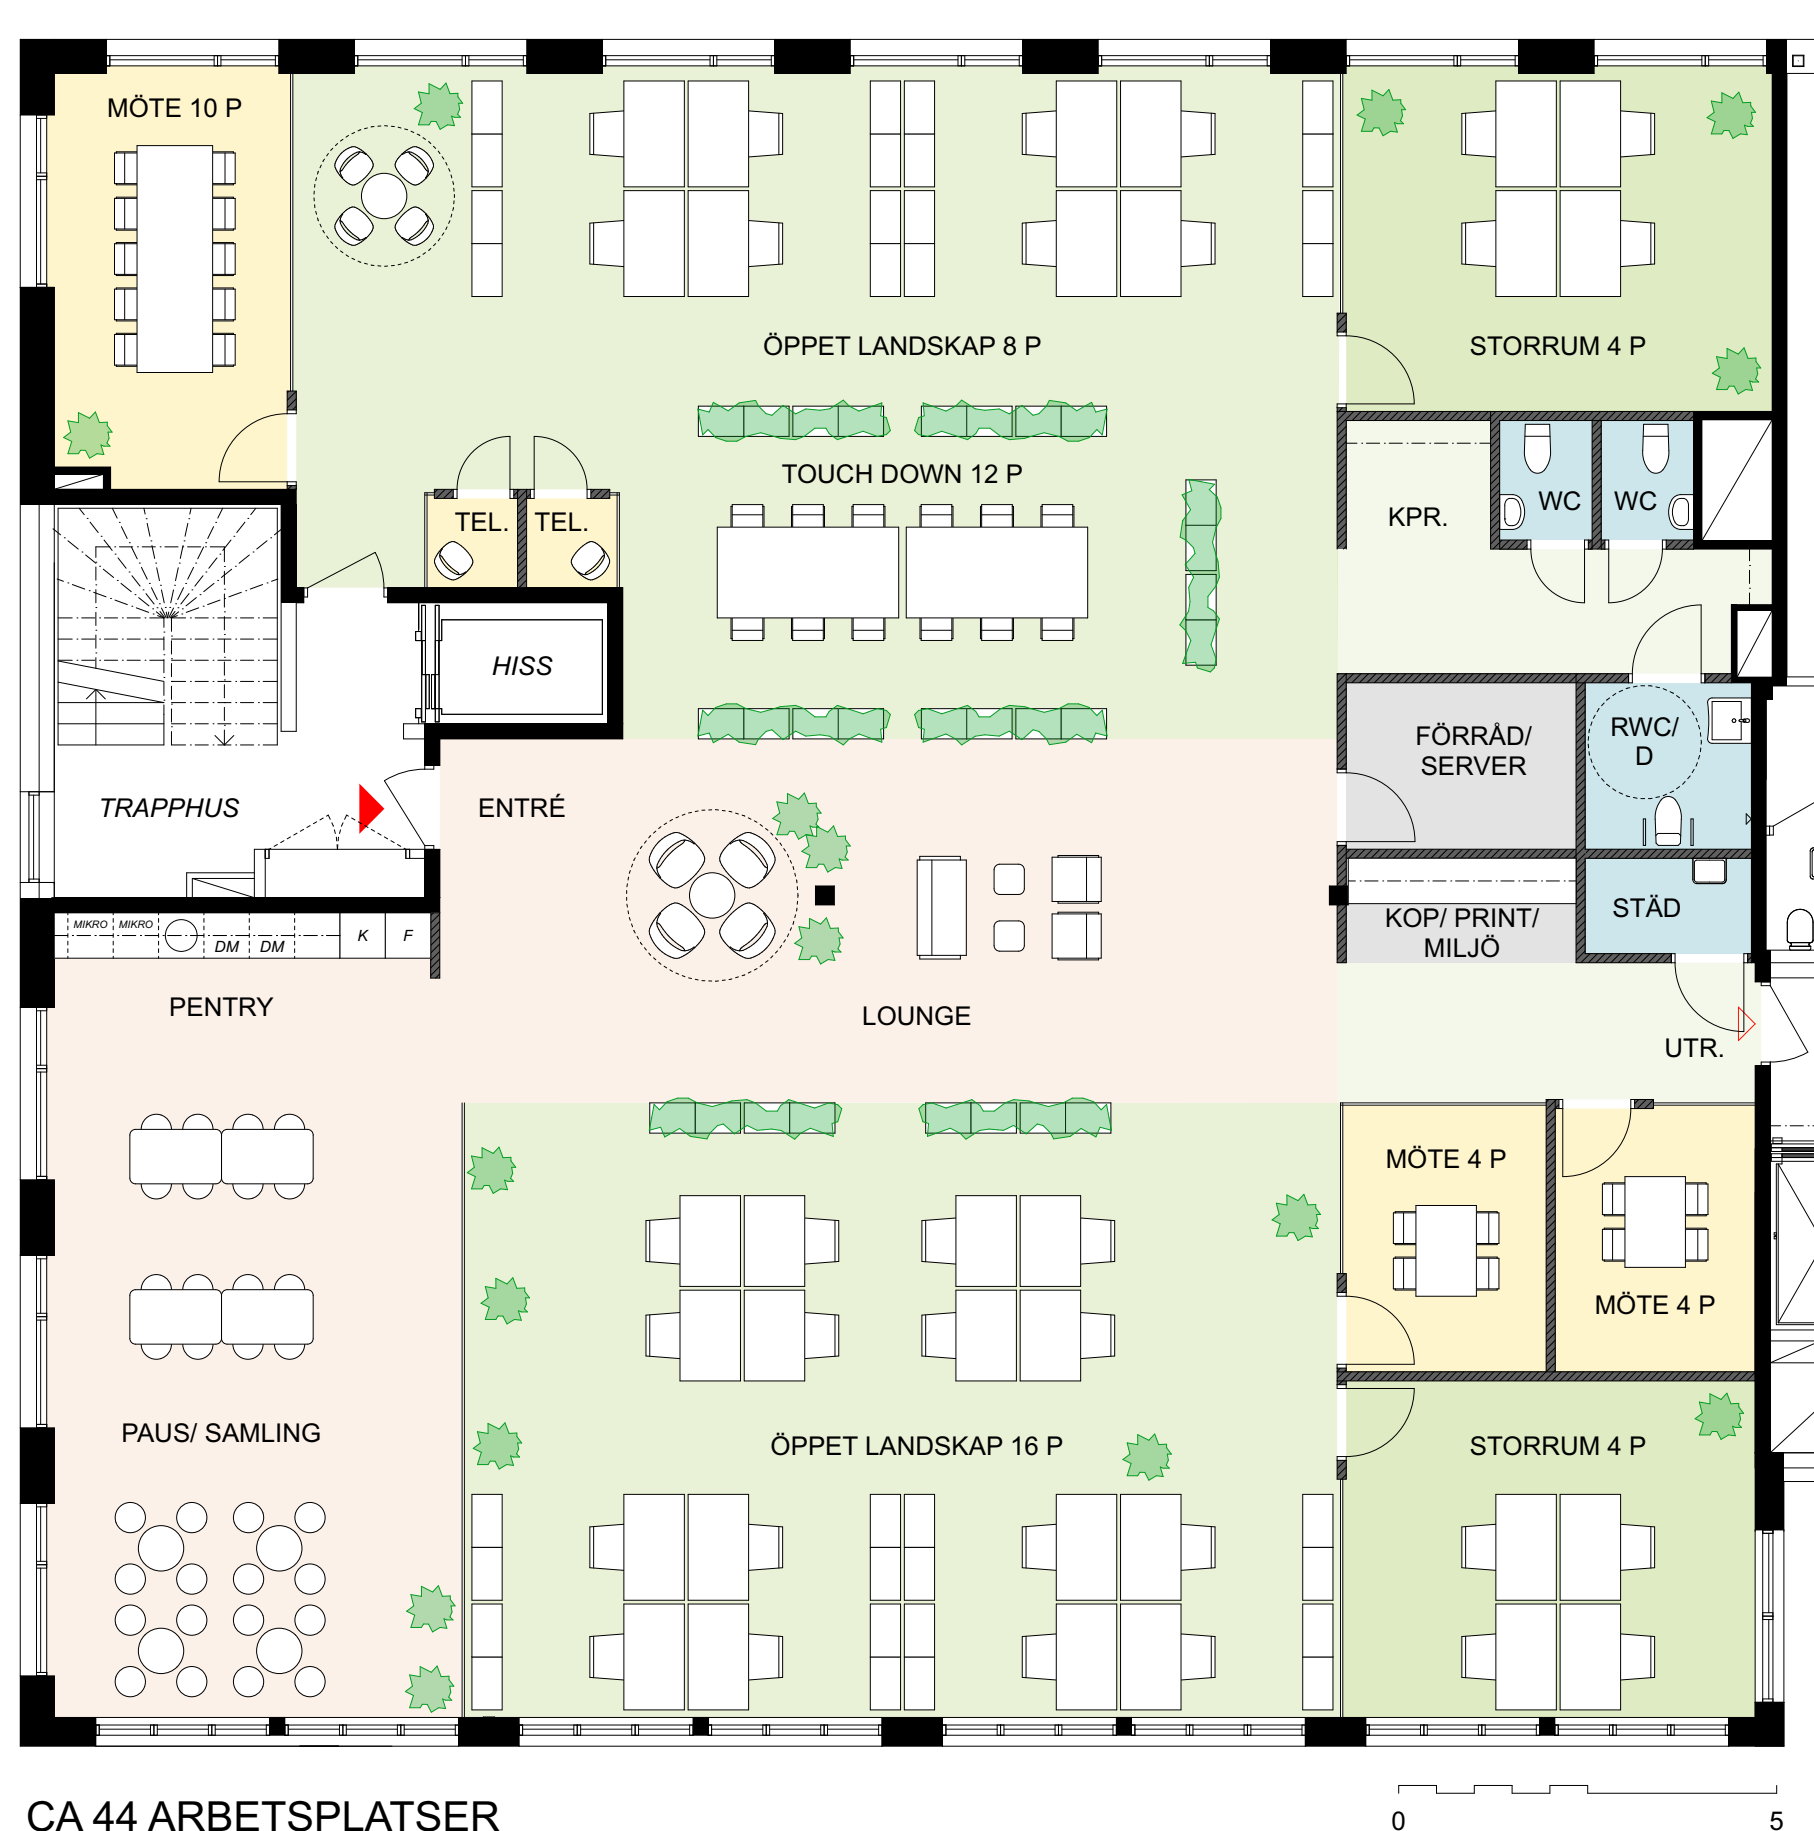 MÖTE 10 P
ÖPPET LANDSKAP 8 P
STORRUM 4 P
TOUCH DOWN 12 P
TEL.
TEL.
KPR.
WC
WC
HISS
FÖRRÅD/
SERVER
RWC/
D
TRAPPHUS
ENTRÉ
MIKRO
MIKRO
DM
DM
K
F
KOP/ PRINT/
MILJÖ
STÄD
PENTRY
LOUNGE
UTR.
MÖTE 4 P
MÖTE 4 P
PAUS/ SAMLING
ÖPPET LANDSKAP 16 P
STORRUM 4 P
CA 44 ARBETSPLATSER
0
5